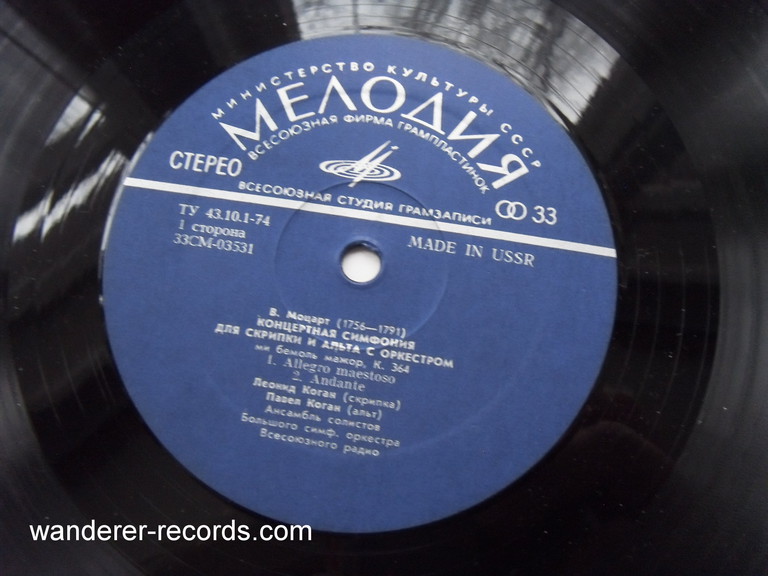 МИНИСТЕРСТВО КУЛЬТУРЫ СССР
МЕЛОДИЯ
ВСЕСОЮЗНАЯ ФИРМА ГРАМПЛАСТИНОК
СТЕРЕО
ВСЕСОЮЗНАЯ СТУДИЯ ГРАМЗАПИСИ
33
ТУ 43.10.1-74
1 сторона
33СМ-03531
MADE IN USSR
В. Моцарт (1756—1791)
КОНЦЕРТНАЯ СИМФОНИЯ
ДЛЯ СКРИПКИ И АЛЬТА С ОРКЕСТРОМ
ми бемоль мажор, К. 364
1. Allegro maestoso
2. Andante
Леонид Коган (скрипка)
Павел Коган (альт)
Ансамбль солистов
Большого симф. оркестра
Всесоюзного радио
wanderer-records.com